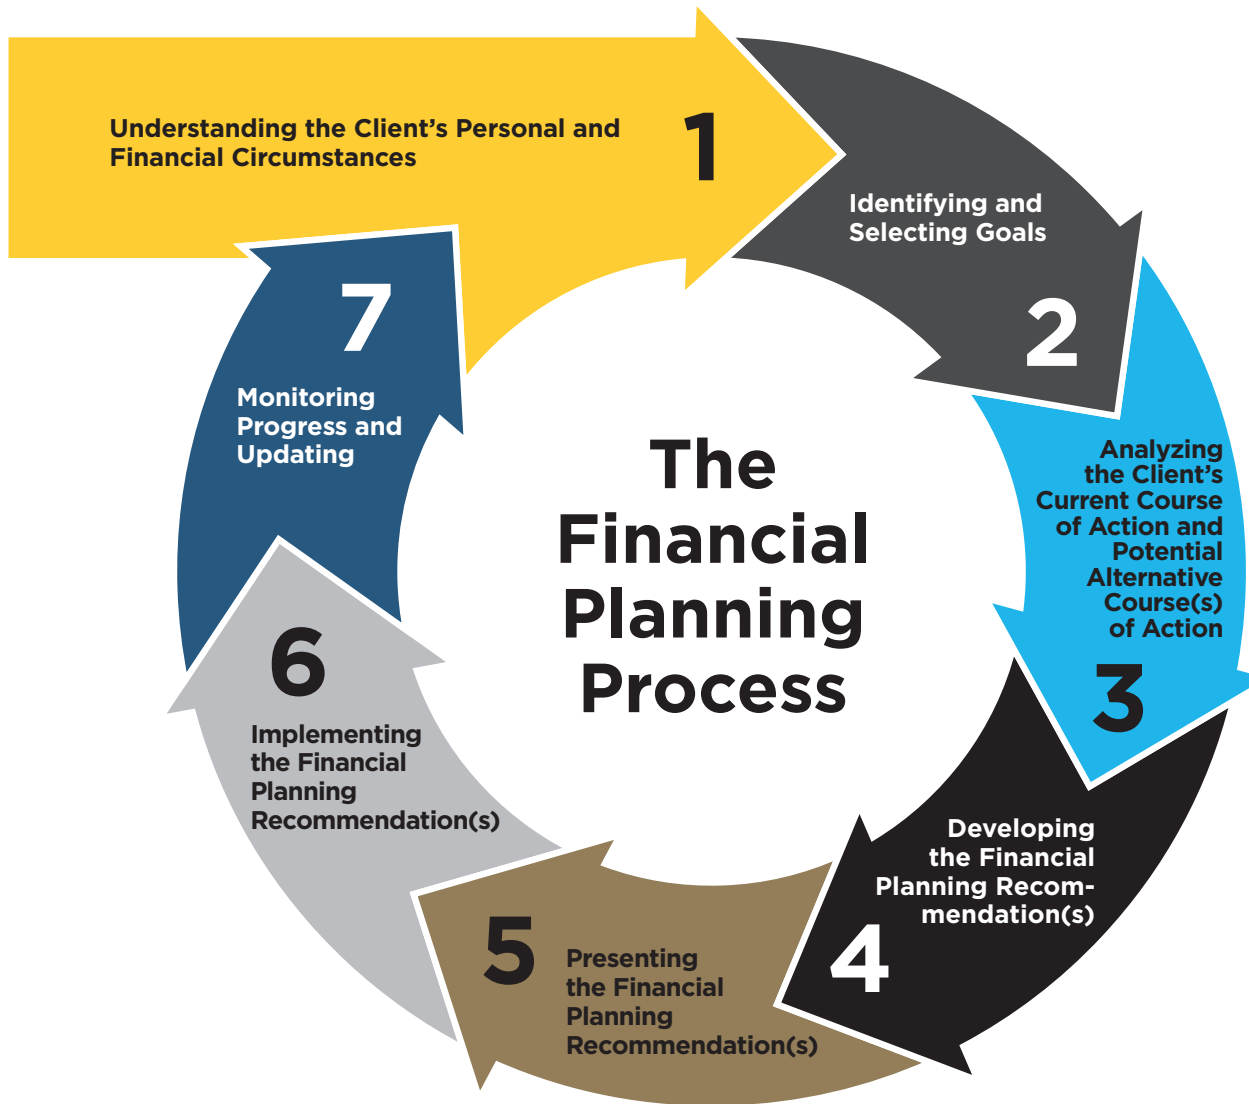 Understanding the Client’s Personal and
Financial Circumstances
1
Identifying and
Selecting Goals
2
Analyzing
the Client’s
Current Course
of Action and
Potential
Alternative
Course(s)
of Action
3
Developing
the Financial
Planning Recom-
mendation(s)
4
5
Presenting
the Financial
Planning
Recommendation(s)
6
Implementing
the Financial
Planning
Recommendation(s)
7
Monitoring
Progress and
Updating
The
Financial
Planning
Process